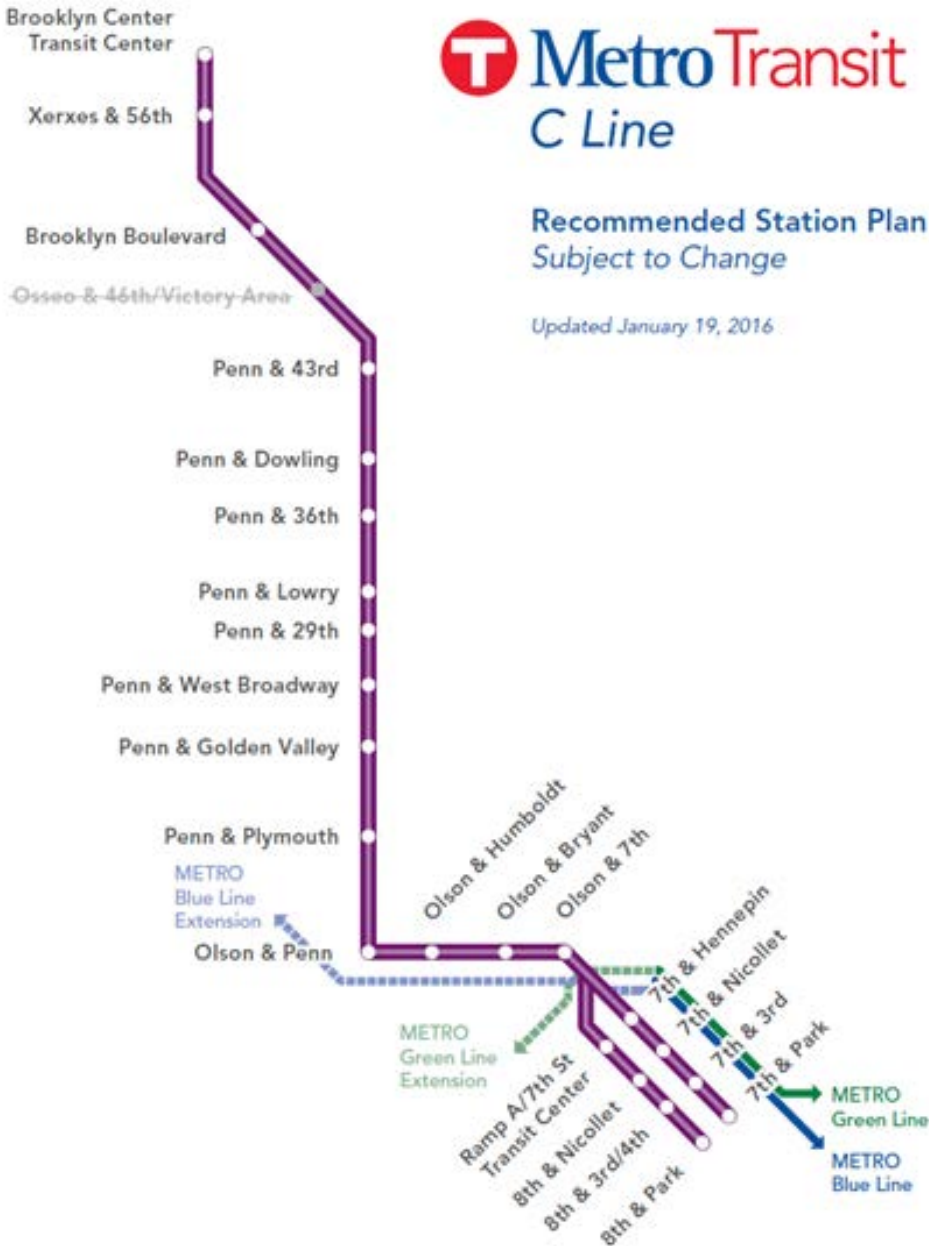 Brooklyn Center
Transit Center
T MetroTransit
C Line
Xerxes & 56th
Recommended Station Plan
Subject to Change
Brooklyn Boulevard
Osseo & 46th/Victory Area
Updated January 19, 2016
Penn & 43rd
Penn & Dowling
Penn & 36th
Penn & Lowry
Penn & 29th
Penn & West Broadway
Penn & Golden Valley
Penn & Plymouth
METRO
Blue Line
Extension
Olson & Penn
Olson & Humboldt
Olson & Bryant
Olson & 7th
7th & Hennepin
7th & Nicollet
7th & 3rd
7th & Park
METRO
Green Line
Extension
Ramp A/7th St
Transit Center
8th & Nicollet
8th & 3rd/4th
8th & Park
METRO
Green Line
METRO
Blue Line